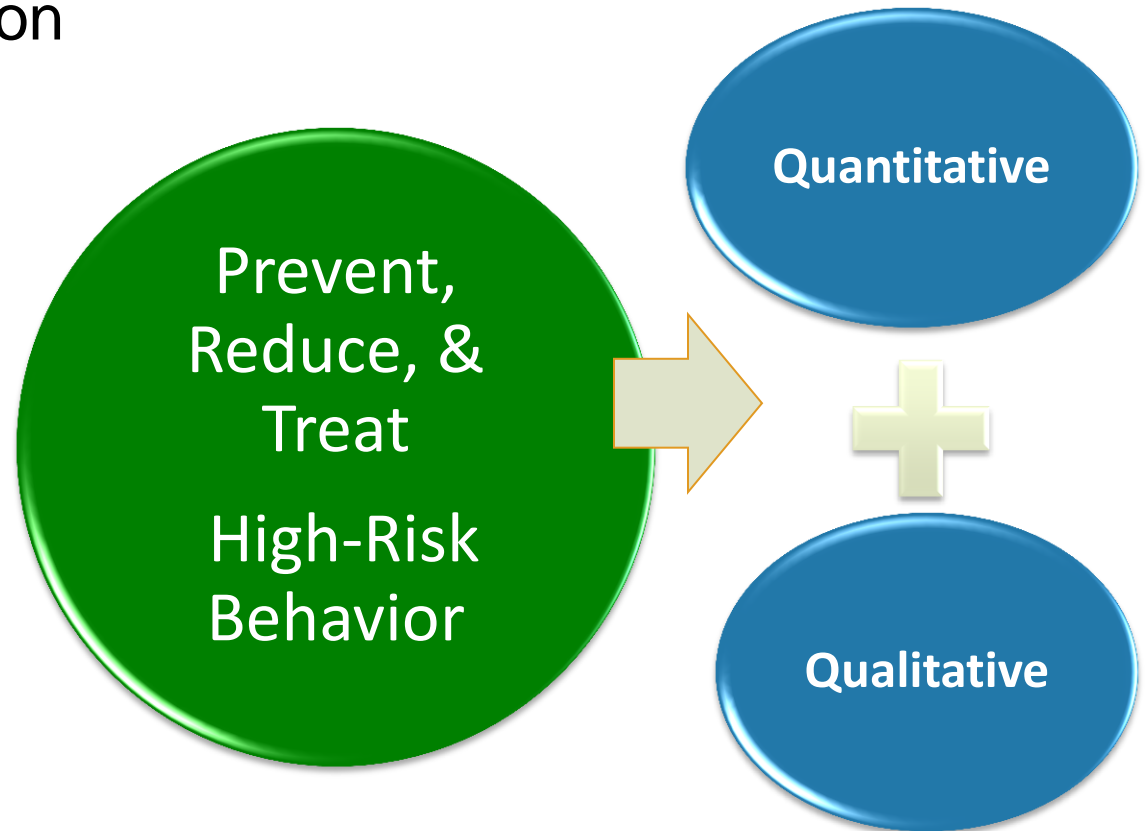 on
Prevent,
Reduce, &
Treat
High-Risk
Behavior
Quantitative
Qualitative